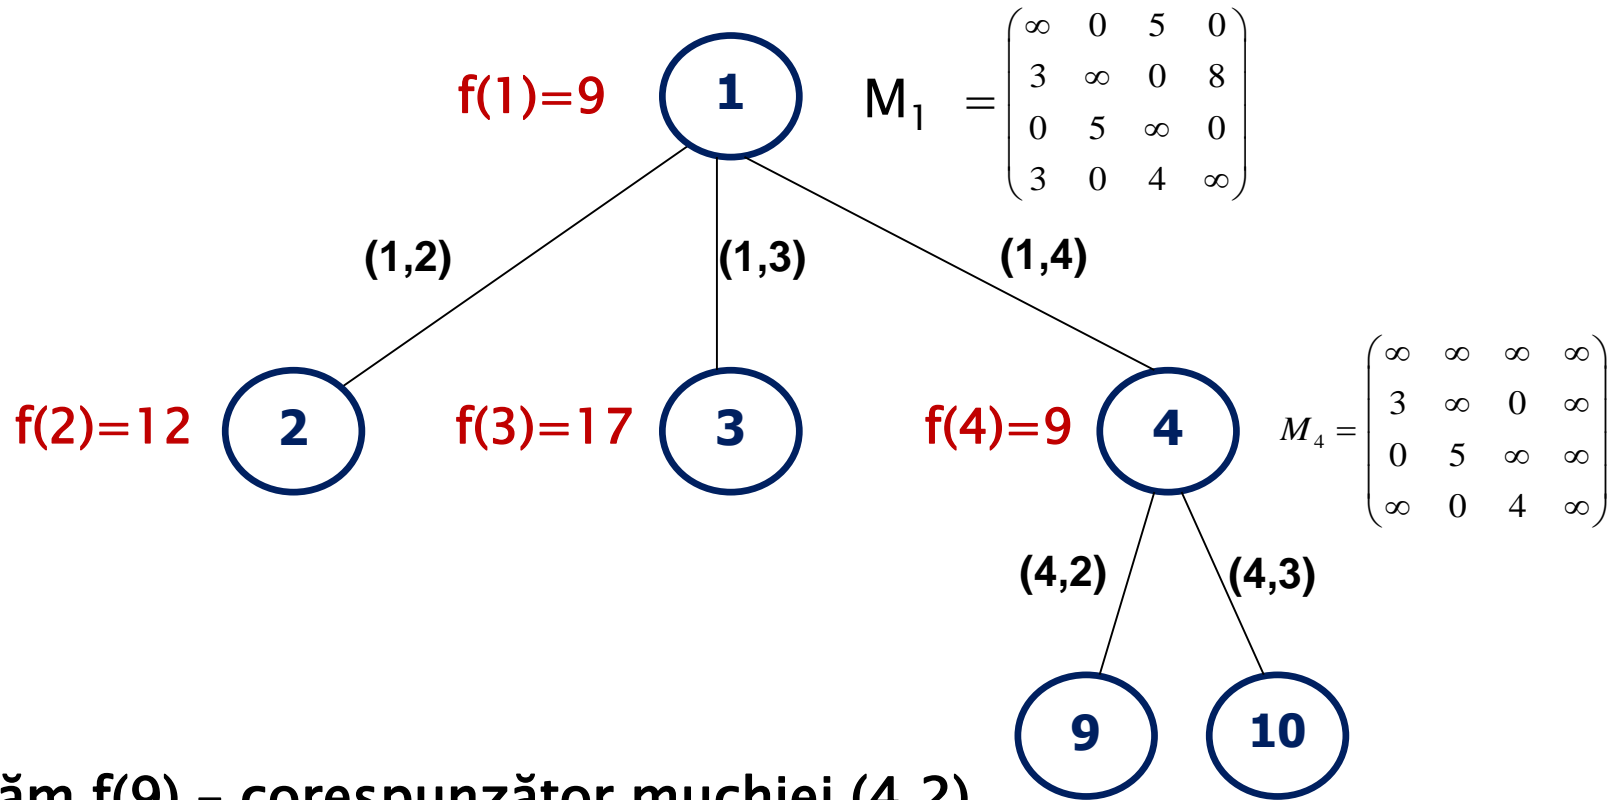 f(1)=9 1 M₁ =
∞ 0 5 0
3 ∞ 0 8
0 5 ∞ 0
3 0 4 ∞
(1,2) (1,3) (1,4)
f(2)=12 2 f(3)=17 3 f(4)=9 4 M₄ =
∞ ∞ ∞ ∞
3 ∞ 0 ∞
0 5 ∞ ∞
∞ 0 4 ∞
(4,2) (4,3)
9 10
f(9) – corespunzător muchiei (4,2)